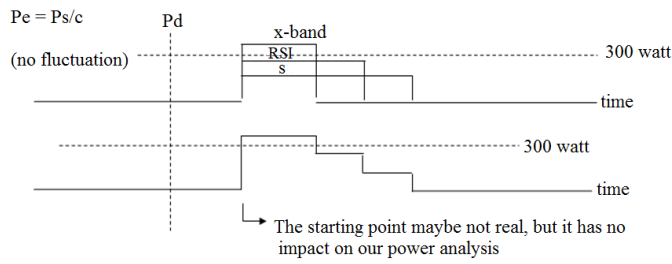 Pe = Ps/c
Pd
x-band
(no fluctuation)
RSI
300 watt
s
time
300 watt
time
The starting point maybe not real, but it has no
impact on our power analysis